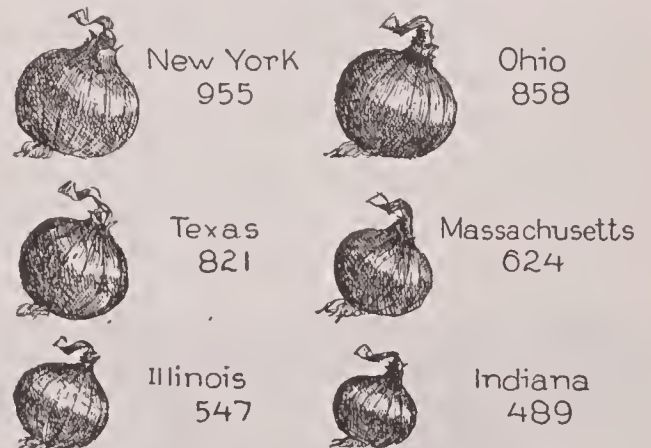 New York
955
Ohio
858
Texas
821
Massachusetts
624
Illinois
547
Indiana
489